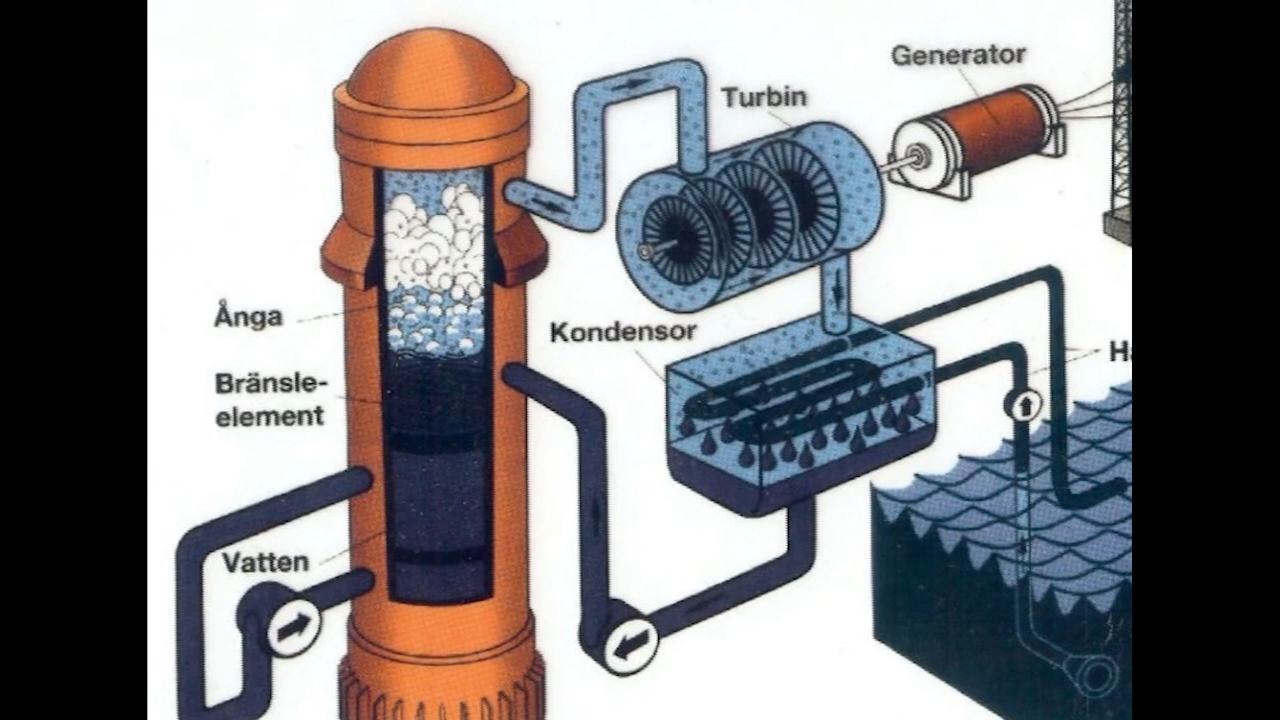 Generator
Turbin
Ånga
Kondensor
Bränsle-
element
Vatten